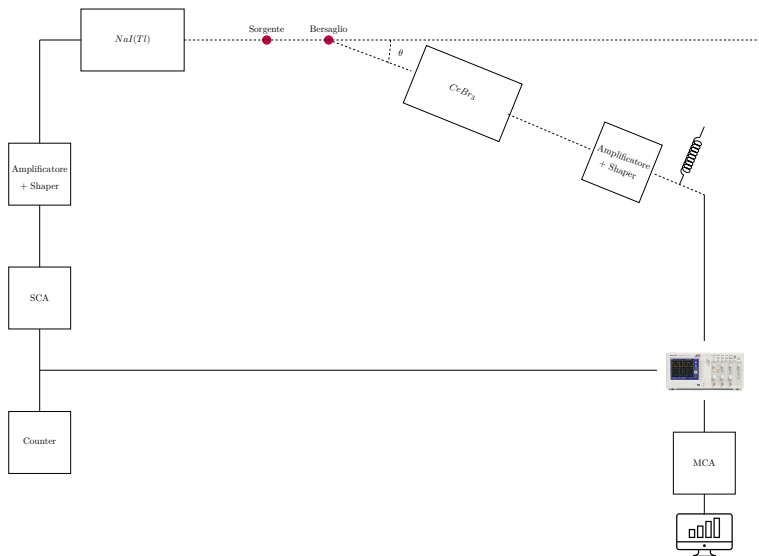 NaI(Tl)
Sorgente
Bersaglio
θ
CeBr₃
Amplificatore
+ Shaper
Amplificatore
+ Shaper
SCA
Counter
MCA